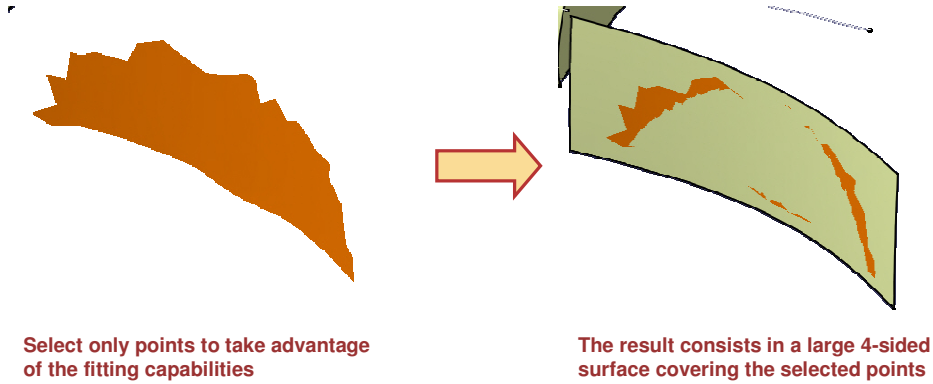 Select only points to take advantage
of the fitting capabilities
The result consists in a large 4-sided
surface covering the selected points